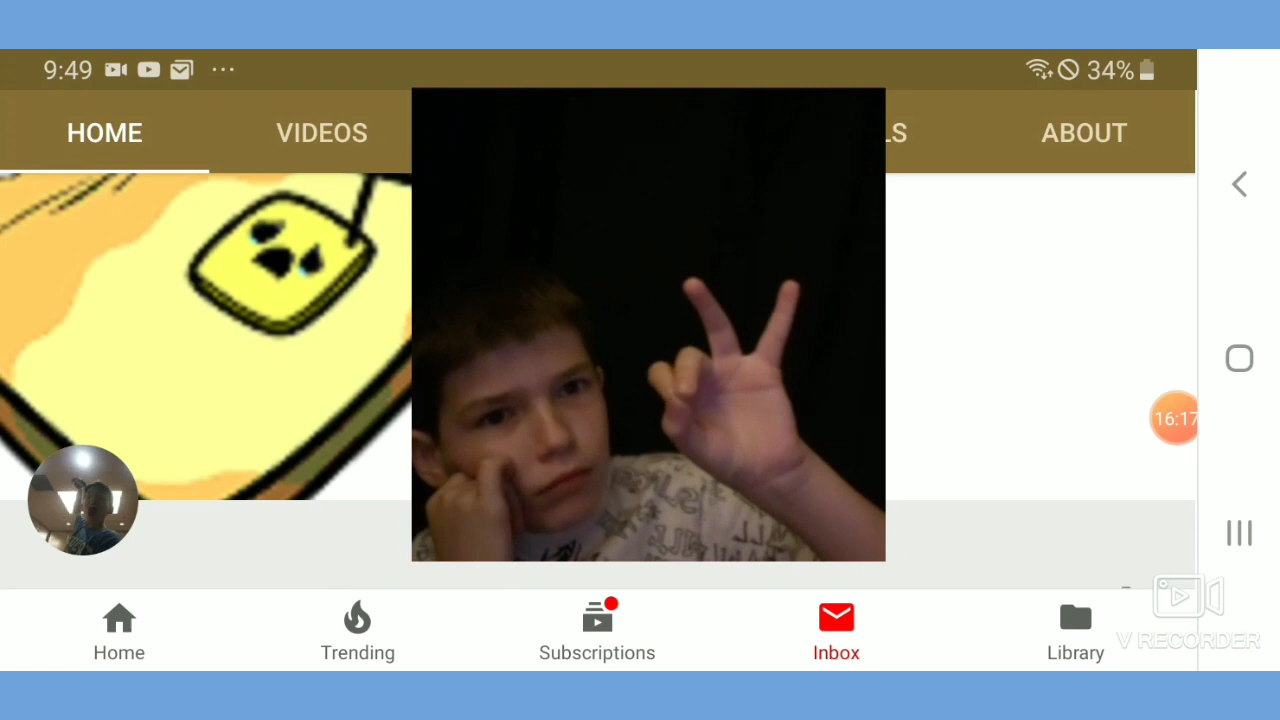 9:49 34%
HOME VIDEOS LS ABOUT
16:17
V RECORDER
Home Trending Subscriptions Inbox Library